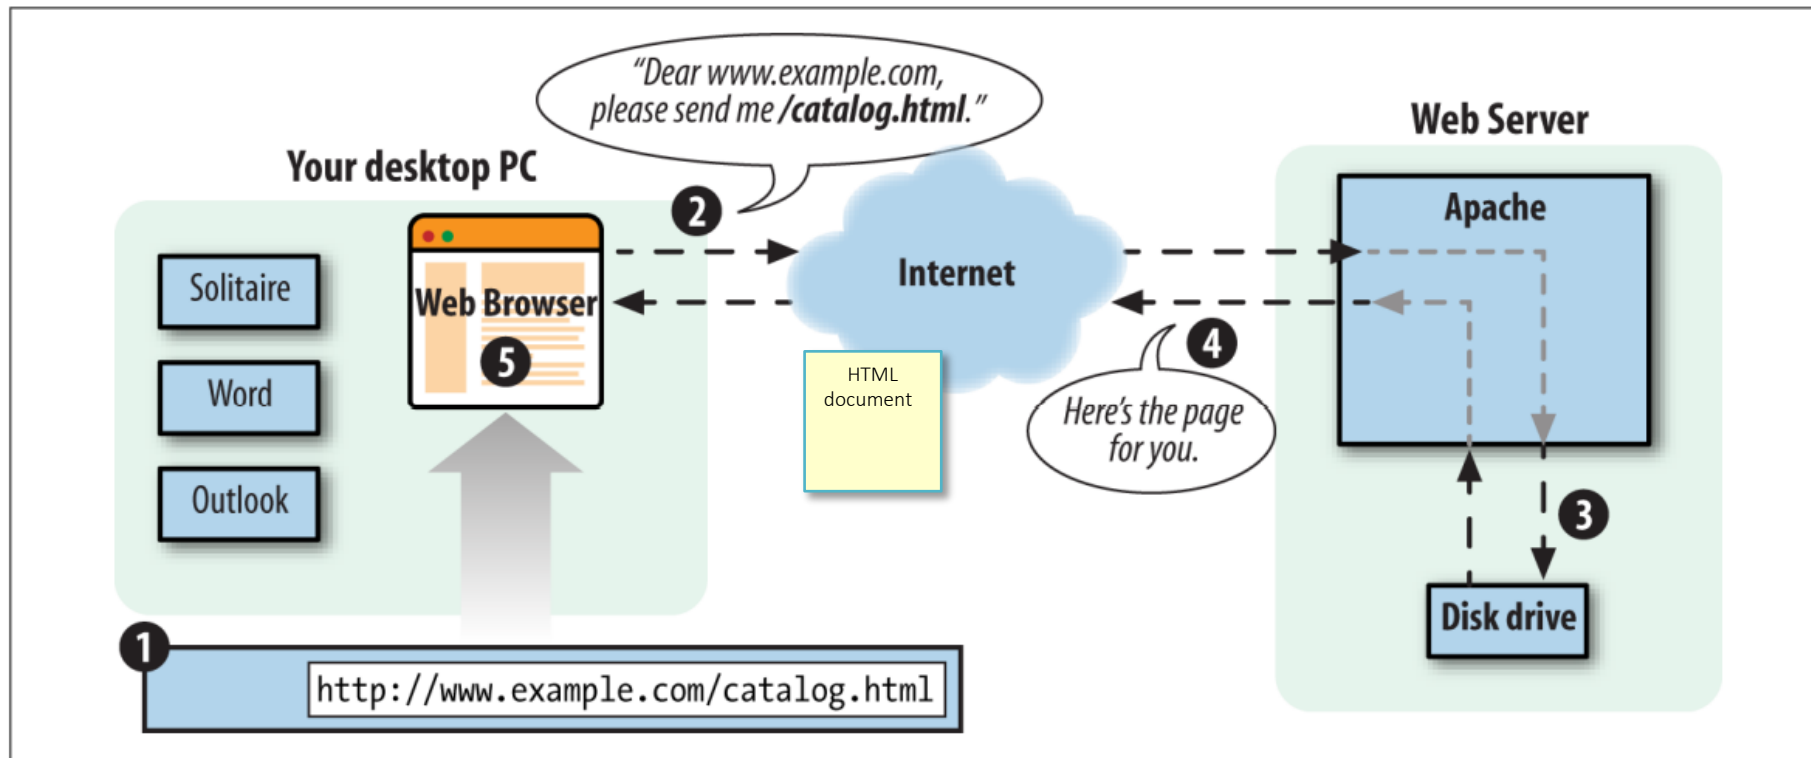 "Dear www.example.com,
please send me /catalog.html."
Web Server
Your desktop PC
2
Apache
Solitaire
Web Browser
5
Internet
4
HTML
document
Word
Here's the page
for you.
Outlook
3
Disk drive
1
http://www.example.com/catalog.html